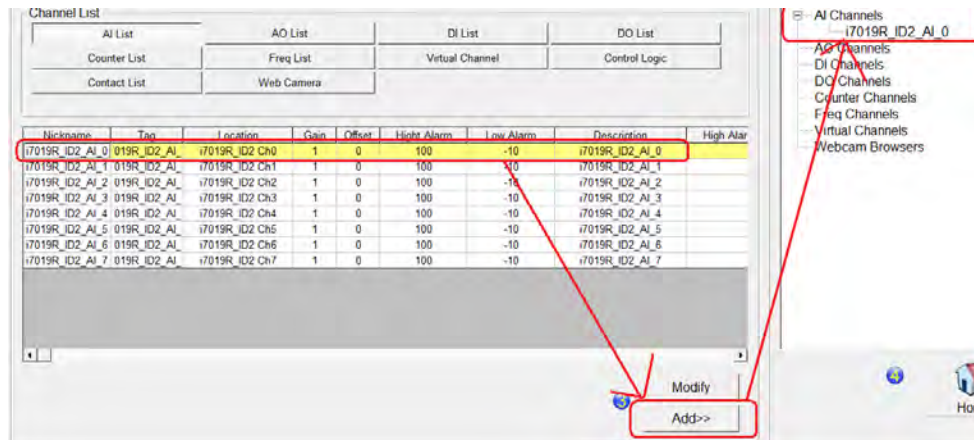 Channel List
AI List AO List DI List DO List
Counter List Freq List Virtual Channel Control Logic
Contact List Web Camera
Nickname Tag Location Gain Offset Hight Alarm Low Alarm Description High Alar
i7019R_ID2_AI_0 019R_ID2_AI_ i7019R_ID2 Ch0 1 0 100 -10 i7019R_ID2_AI_0
i7019R_ID2_AI_1 019R_ID2_AI_ i7019R_ID2 Ch1 1 0 100 -10 i7019R_ID2_AI_1
i7019R_ID2_AI_2 019R_ID2_AI_ i7019R_ID2 Ch2 1 0 100 -10 i7019R_ID2_AI_2
i7019R_ID2_AI_3 019R_ID2_AI_ i7019R_ID2 Ch3 1 0 100 -10 i7019R_ID2_AI_3
i7019R_ID2_AI_4 019R_ID2_AI_ i7019R_ID2 Ch4 1 0 100 -10 i7019R_ID2_AI_4
i7019R_ID2_AI_5 019R_ID2_AI_ i7019R_ID2 Ch5 1 0 100 -10 i7019R_ID2_AI_5
i7019R_ID2_AI_6 019R_ID2_AI_ i7019R_ID2 Ch6 1 0 100 -10 i7019R_ID2_AI_6
i7019R_ID2_AI_7 019R_ID2_AI_ i7019R_ID2 Ch7 1 0 100 -10 i7019R_ID2_AI_7
Modify
3
Add>>
AI Channels
i7019R_ID2_AI_0
AO Channels
DI Channels
DO Channels
Counter Channels
Freq Channels
Virtual Channels
Webcam Browsers
4
Ho